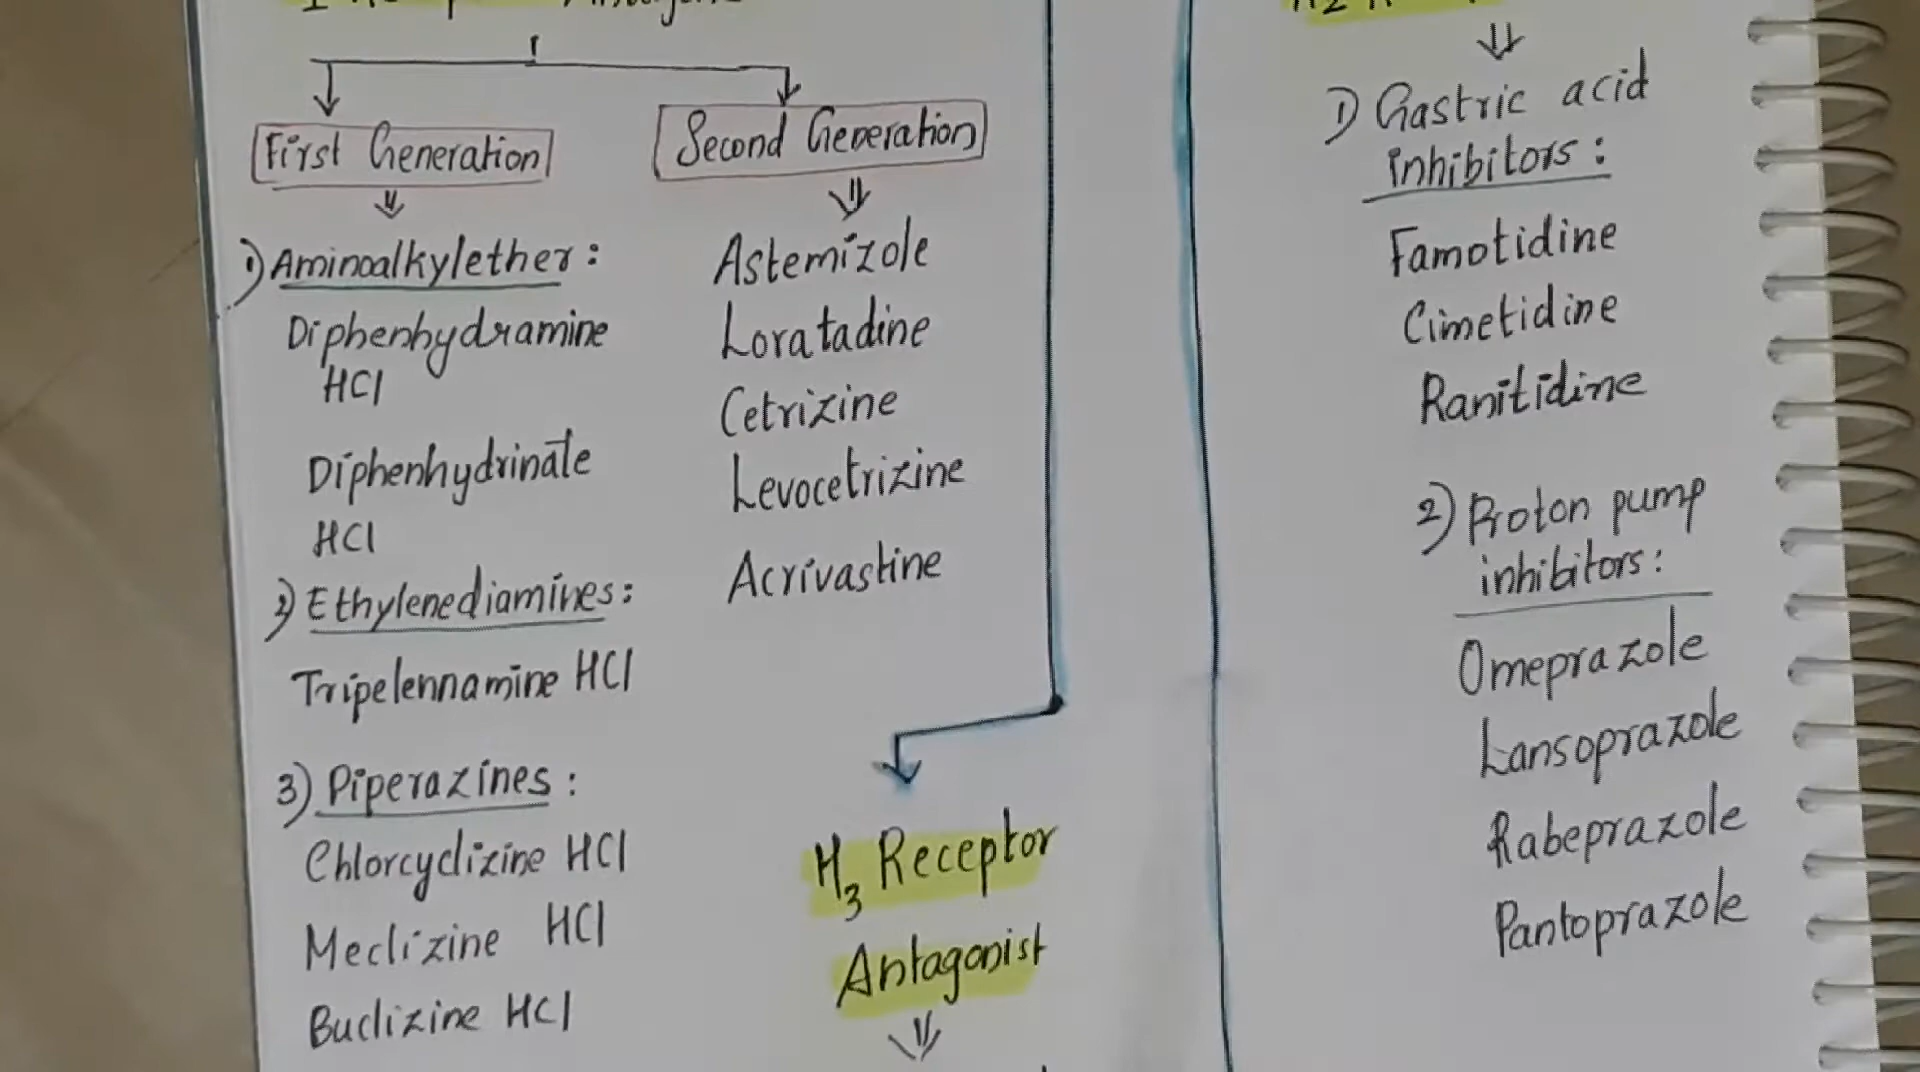 First Generation
1) Aminoalkylether :
Diphenhydramine
HCl
Diphenhydrinate
HCl
2) Ethylenediamines :
Tripelennamine HCl
3) Piperazines :
Chlorcyclizine HCl
Meclizine HCl
Buclizine HCl
Second Generation
Astemizole
Loratadine
Cetrizine
Levocetrizine
Acrivastine
H3 Receptor
Antagonist
1) Gastric acid
inhibitors :
Famotidine
Cimetidine
Ranitidine
2) Proton pump
inhibitors :
Omeprazole
Lansoprazole
Rabeprazole
Pantoprazole